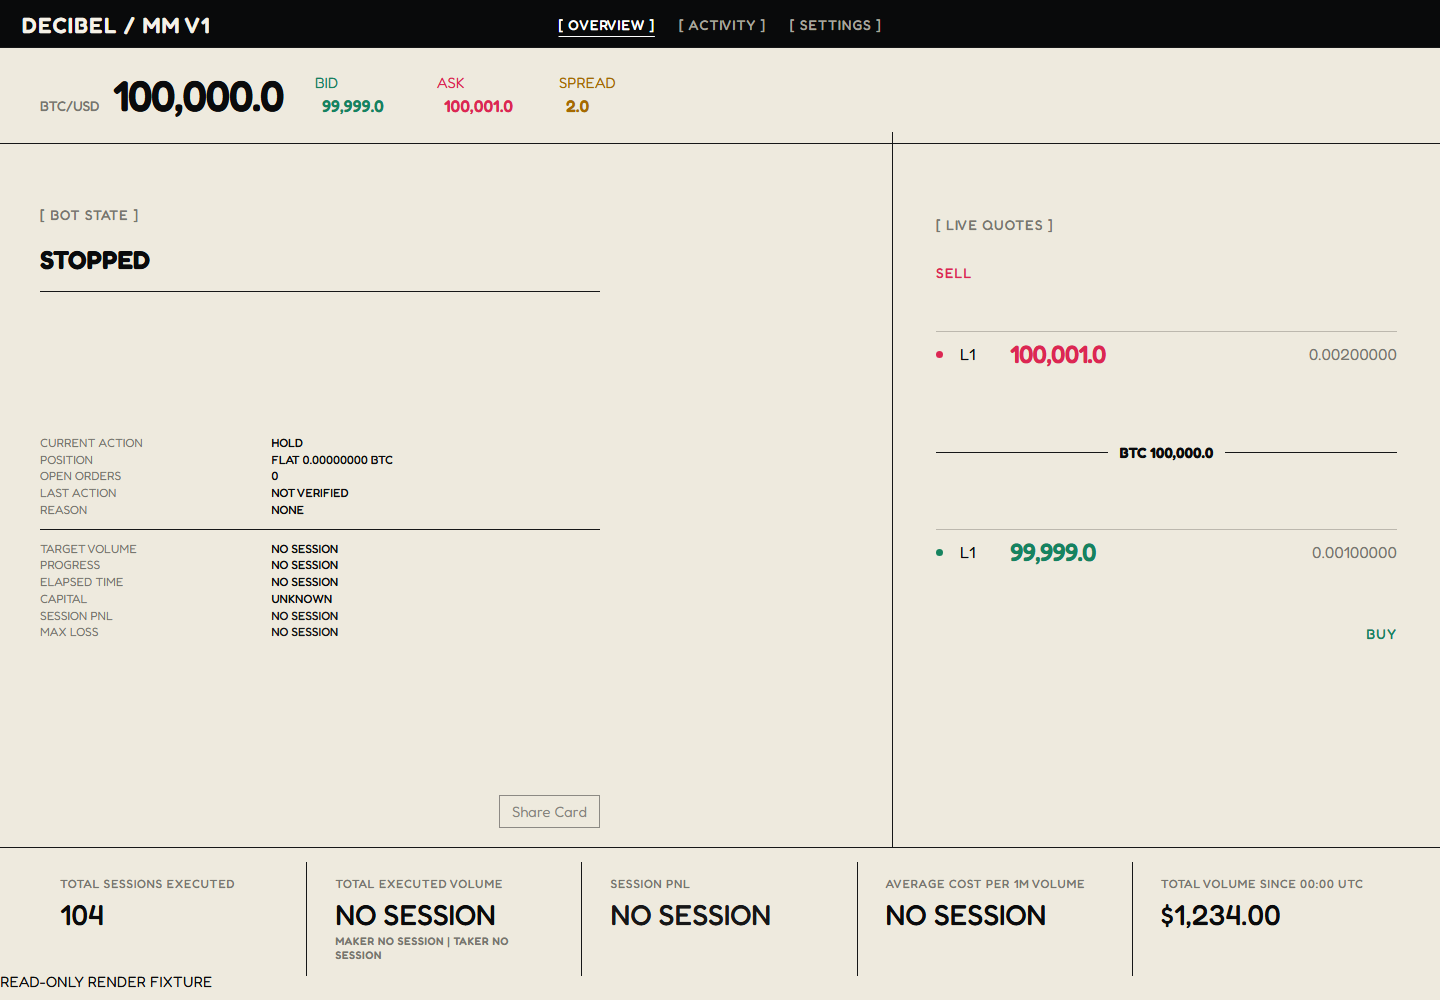 DECIBEL / MM V1
[ OVERVIEW ] [ ACTIVITY ] [ SETTINGS ]
BTC/USD 100,000.0
BID
99,999.0
ASK
100,001.0
SPREAD
2.0
[ BOT STATE ]
STOPPED
CURRENT ACTION HOLD
POSITION FLAT 0.00000000 BTC
OPEN ORDERS 0
LAST ACTION NOT VERIFIED
REASON NONE
TARGET VOLUME NO SESSION
PROGRESS NO SESSION
ELAPSED TIME NO SESSION
CAPITAL UNKNOWN
SESSION PNL NO SESSION
MAX LOSS NO SESSION
Share Card
[ LIVE QUOTES ]
SELL
L1 100,001.0 0.00200000
BTC 100,000.0
L1 99,999.0 0.00100000
BUY
TOTAL SESSIONS EXECUTED
104
TOTAL EXECUTED VOLUME
NO SESSION
MAKER NO SESSION | TAKER NO
SESSION
SESSION PNL
NO SESSION
AVERAGE COST PER 1M VOLUME
NO SESSION
TOTAL VOLUME SINCE 00:00 UTC
$1,234.00
READ-ONLY RENDER FIXTURE